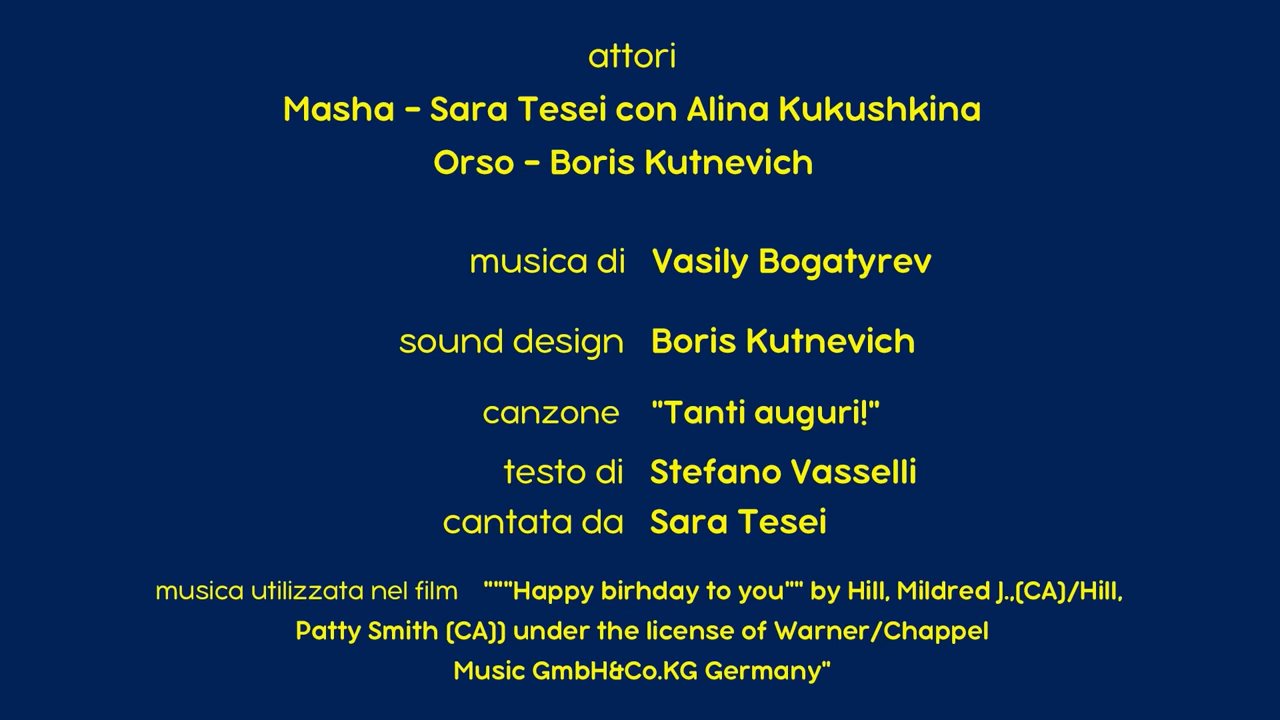 attori
Masha - Sara Tesei con Alina Kukushkina
Orso - Boris Kutnevich
musica di Vasily Bogatyrev
sound design Boris Kutnevich
canzone "Tanti auguri!"
testo di Stefano Vasselli
cantata da Sara Tesei
musica utilizzata nel film """Happy birhday to you"" by Hill, Mildred J.,(CA)/Hill,
Patty Smith (CA)) under the license of Warner/Chappel
Music GmbH&Co.KG Germany"